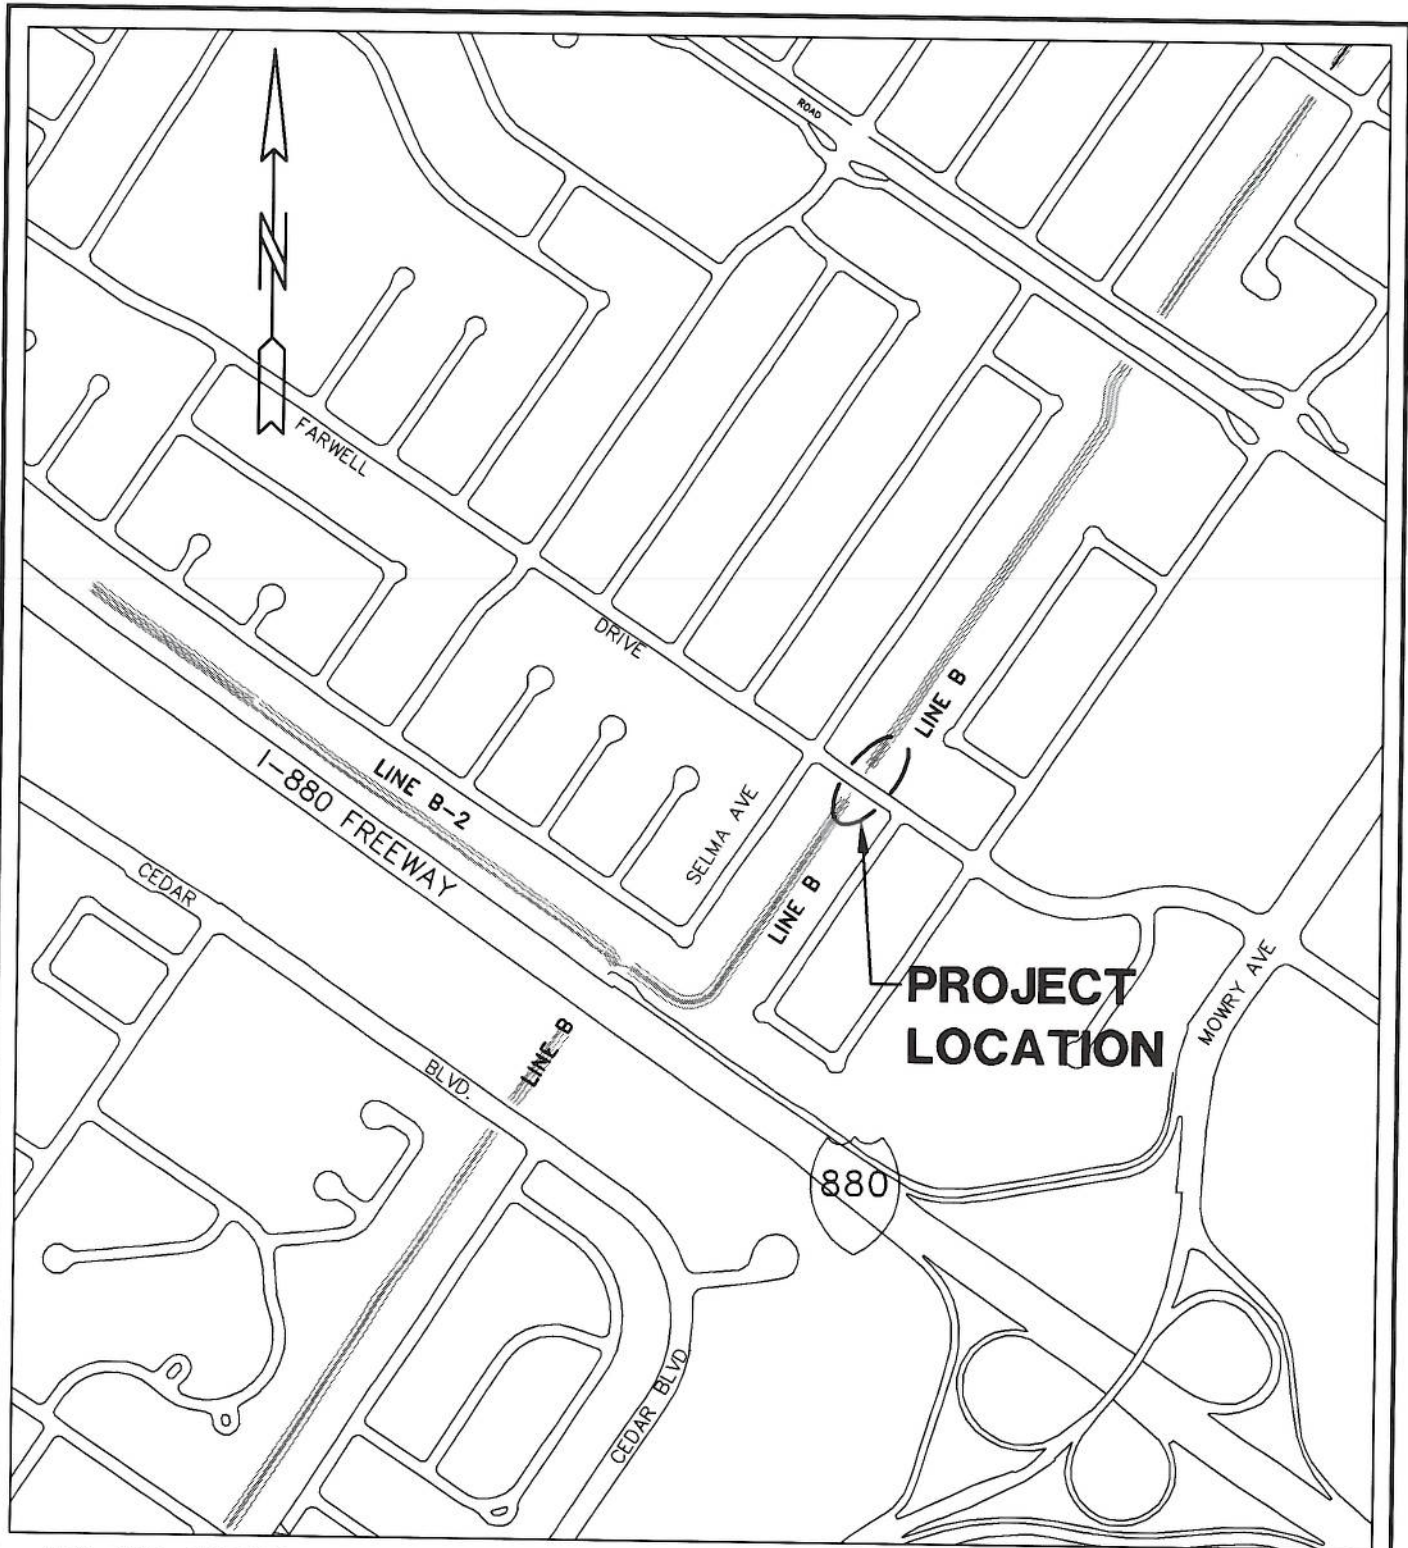 ROAD
N
FARWELL
DRIVE
LINE B
I-880 FREEWAY
LINE B-2
SELMA AVE
CEDAR
LINE B
PROJECT
LOCATION
MOWRY AVE
LINE B
BLVD.
880
CEDAR BLVD